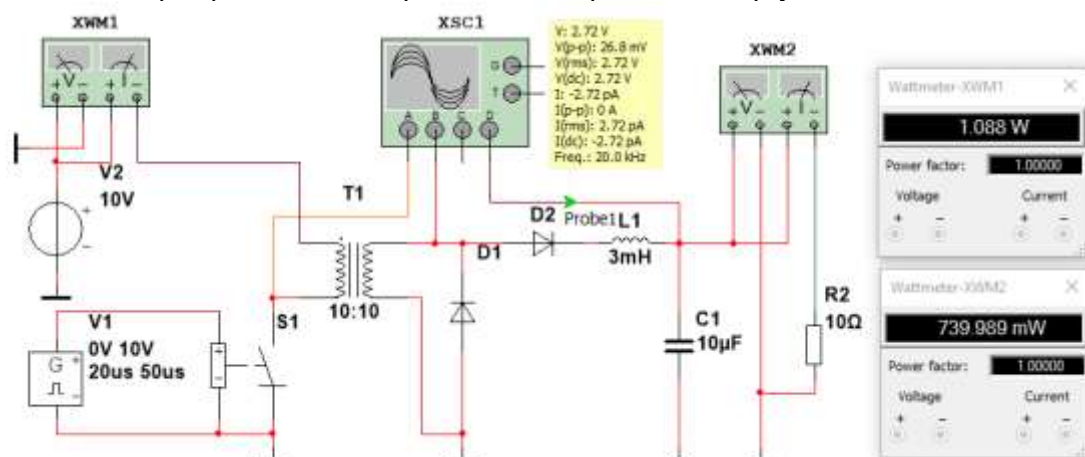 XWM1
XSC1
V: 2.72 V
V(p-p): 26.8 mV
V(rms): 2.72 V
V(dc): 2.72 V
I: -2.72 pA
I(p-p): 0 A
I(rms): 2.72 pA
I(dc): -2.72 pA
Freq.: 20.0 kHz
XWM2
V I
G
T
A B C D
V I
Wattmeter-XWM1
1.088 W
Power factor: 1.00000
Voltage Current
+ - + -
V2
10V
T1
10:10
D1
D2
Probe1
L1
3mH
S1
V1
0V 10V
20us 50us
G
C1
10µF
R2
10Ω
Wattmeter-XWM2
739.989 mW
Power factor: 1.00000
Voltage Current
+ - + -